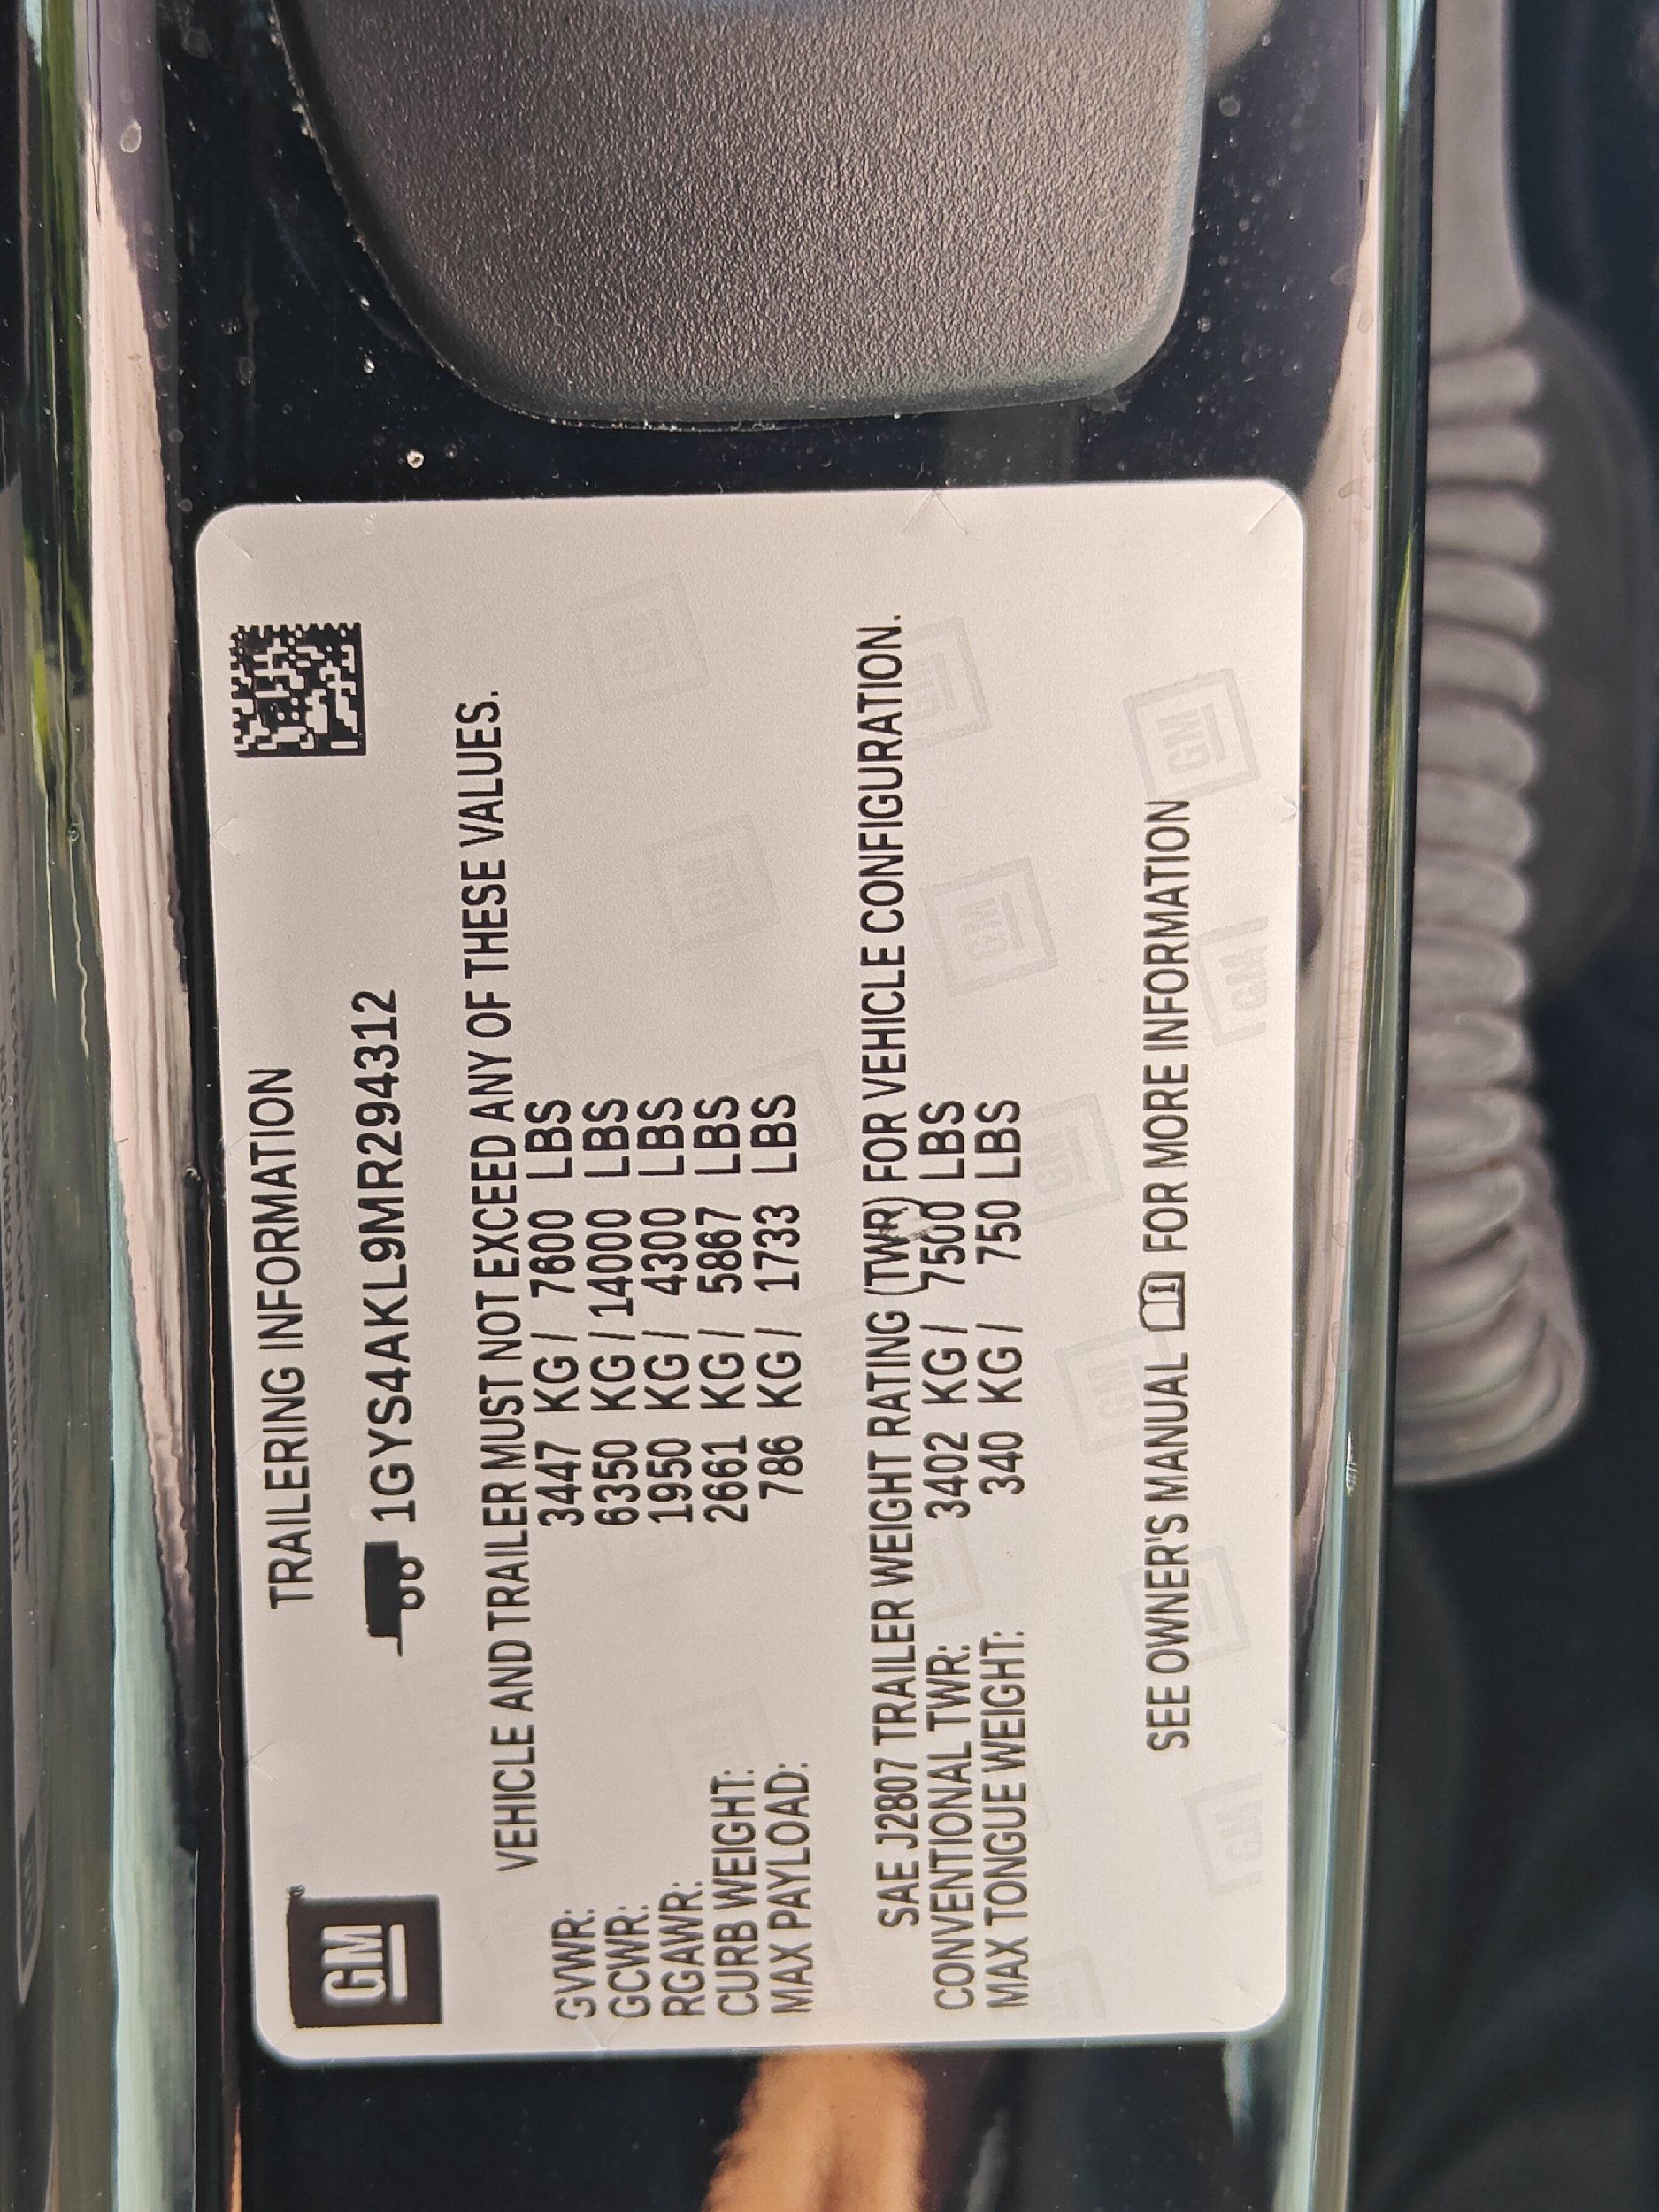 GM
TRAILERING INFORMATION
1GYS4AKL9MR294312
VEHICLE AND TRAILER MUST NOT EXCEED ANY OF THESE VALUES.
GVWR: 3447 KG / 7600 LBS
GCWR: 6350 KG / 14000 LBS
RGAWR: 1950 KG / 4300 LBS
CURB WEIGHT: 2661 KG / 5867 LBS
MAX PAYLOAD: 786 KG / 1733 LBS
SAE J2807 TRAILER WEIGHT RATING (TWR) FOR VEHICLE CONFIGURATION.
CONVENTIONAL TWR: 3402 KG / 7500 LBS
MAX TONGUE WEIGHT: 340 KG / 750 LBS
SEE OWNER'S MANUAL FOR MORE INFORMATION